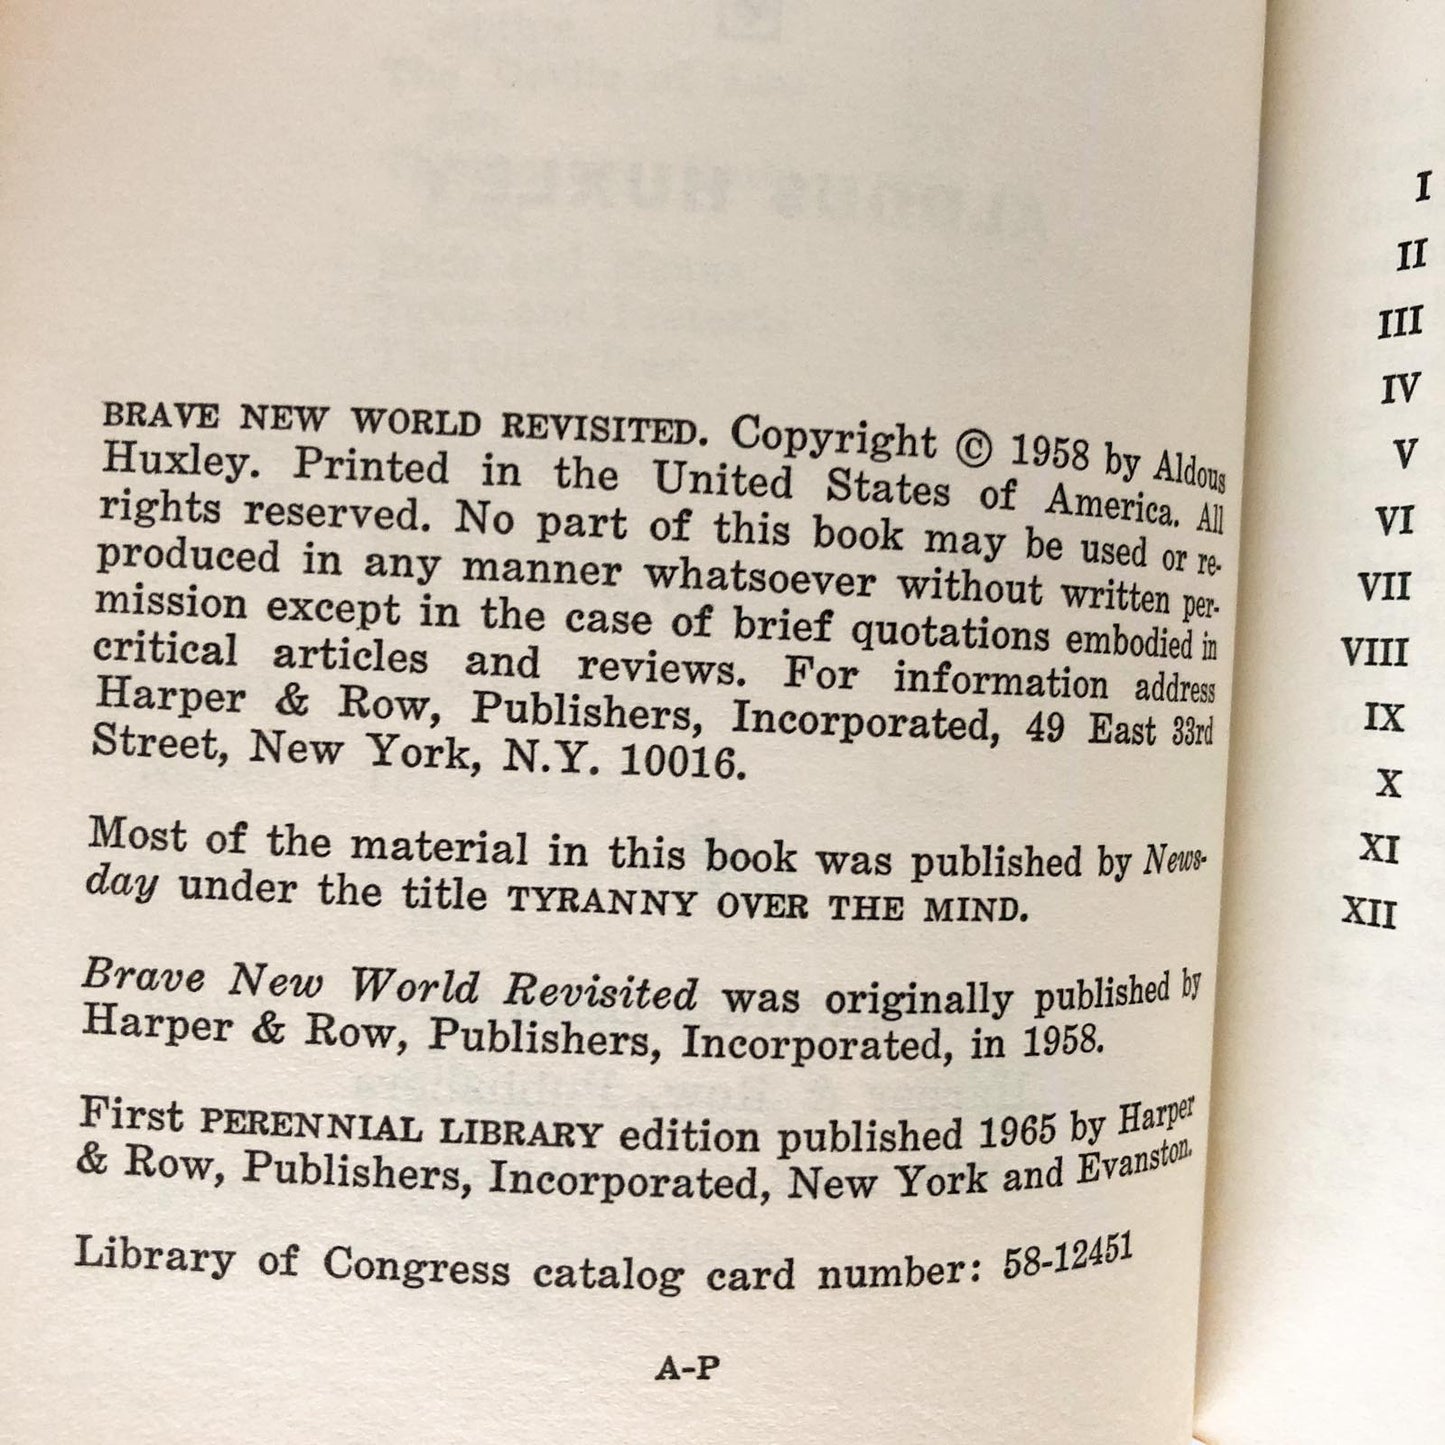 BRAVE NEW WORLD REVISITED. Copyright © 1958 by Aldous
Huxley. Printed in the United States of America. All
rights reserved. No part of this book may be used or re-
produced in any manner whatsoever without written per-
mission except in the case of brief quotations embodied in
critical articles and reviews. For information address
Harper & Row, Publishers, Incorporated, 49 East 33rd
Street, New York, N.Y. 10016.
Most of the material in this book was published by News-
day under the title TYRANNY OVER THE MIND.
Brave New World Revisited was originally published by
Harper & Row, Publishers, Incorporated, in 1958.
First PERENNIAL LIBRARY edition published 1965 by Harper
& Row, Publishers, Incorporated, New York and Evanston.
Library of Congress catalog card number: 58-12451
A-P
I
II
III
IV
V
VI
VII
VIII
IX
X
XI
XII